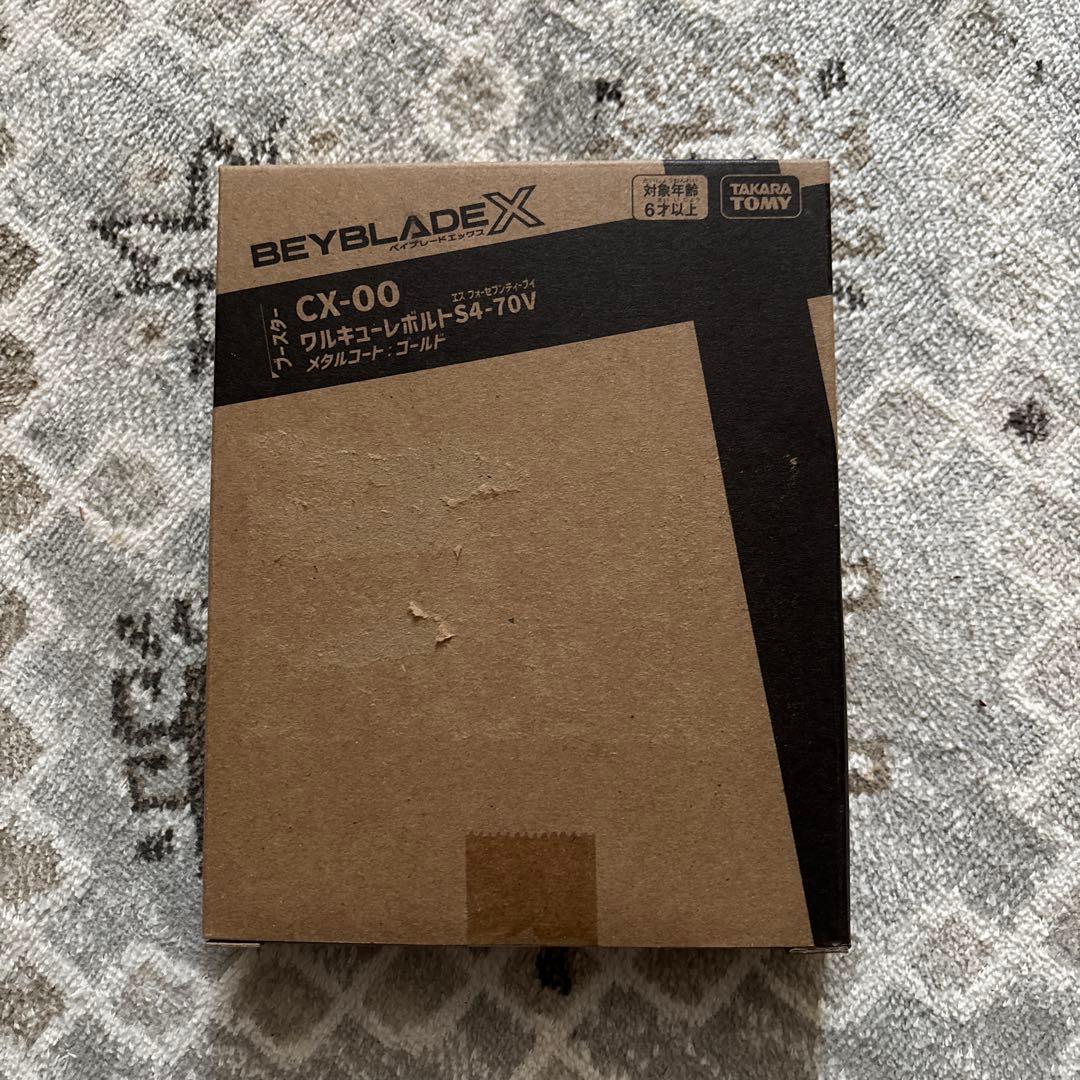 BEYBLADE X
ベイブレードエックス
対象年齢
6才以上
TAKARA
TOMY
ブースター
CX-00
エス フォーセブンティーブイ
ワルキューレボルトS4-70V
メタルコート：ゴールド